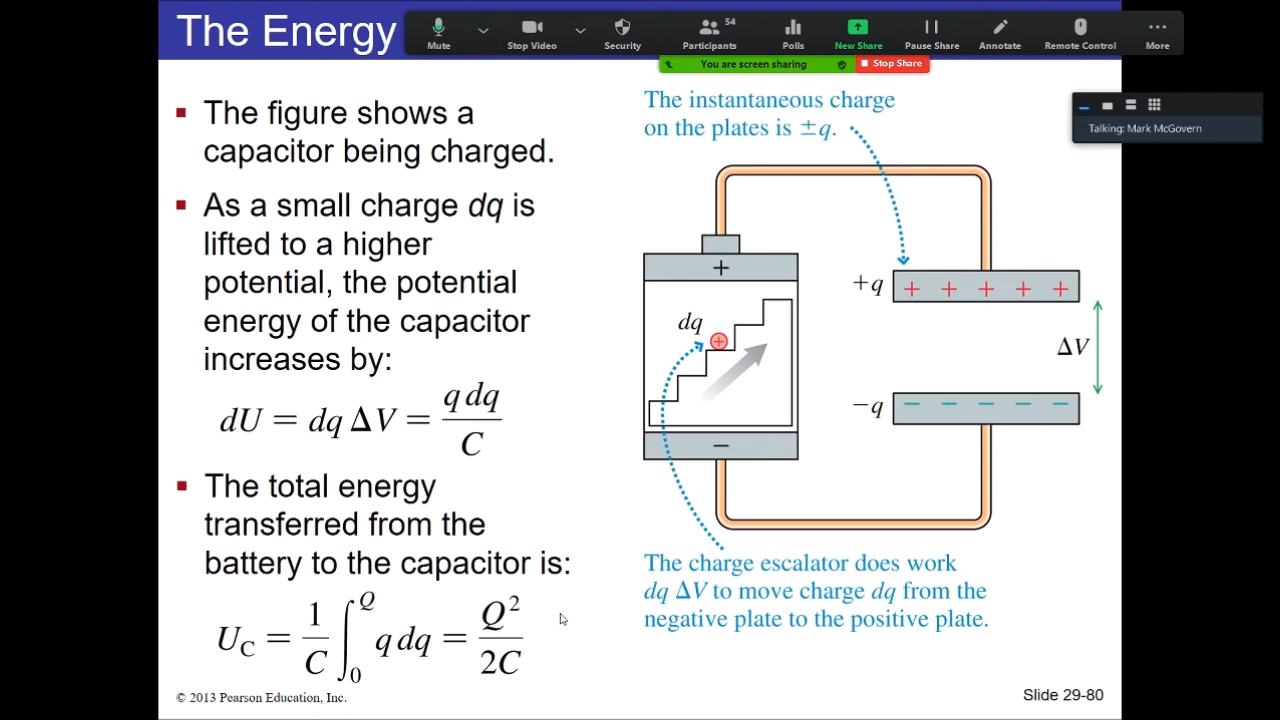 The Energy
Mute
Stop Video
Security
Participants
54
Polls
New Share
Pause Share
Annotate
Remote Control
More
You are screen sharing
Stop Share
Talking: Mark McGovern
The figure shows a
capacitor being charged.
As a small charge dq is
lifted to a higher
potential, the potential
energy of the capacitor
increases by:
dU = dq ΔV = q dq / C
The total energy
transferred from the
battery to the capacitor is:
U_C = 1/C ∫_0^Q q dq = Q²/2C
The instantaneous charge
on the plates is ±q.
+
dq
+
−
+q
+ + + + +
ΔV
−q
− − − − −
The charge escalator does work
dq ΔV to move charge dq from the
negative plate to the positive plate.
© 2013 Pearson Education, Inc.
Slide 29-80